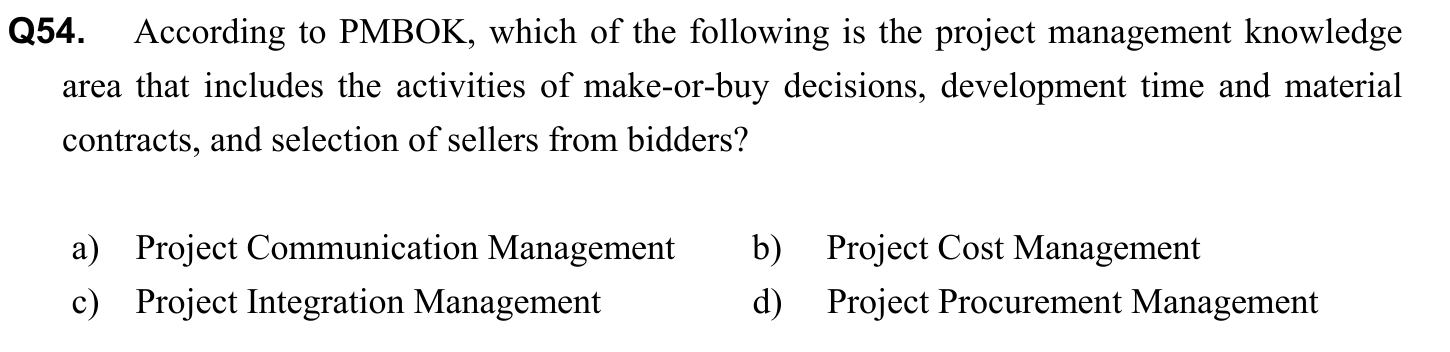 Q54. According to PMBOK, which of the following is the project management knowledge
area that includes the activities of make-or-buy decisions, development time and material
contracts, and selection of sellers from bidders?
a) Project Communication Management b) Project Cost Management
c) Project Integration Management d) Project Procurement Management